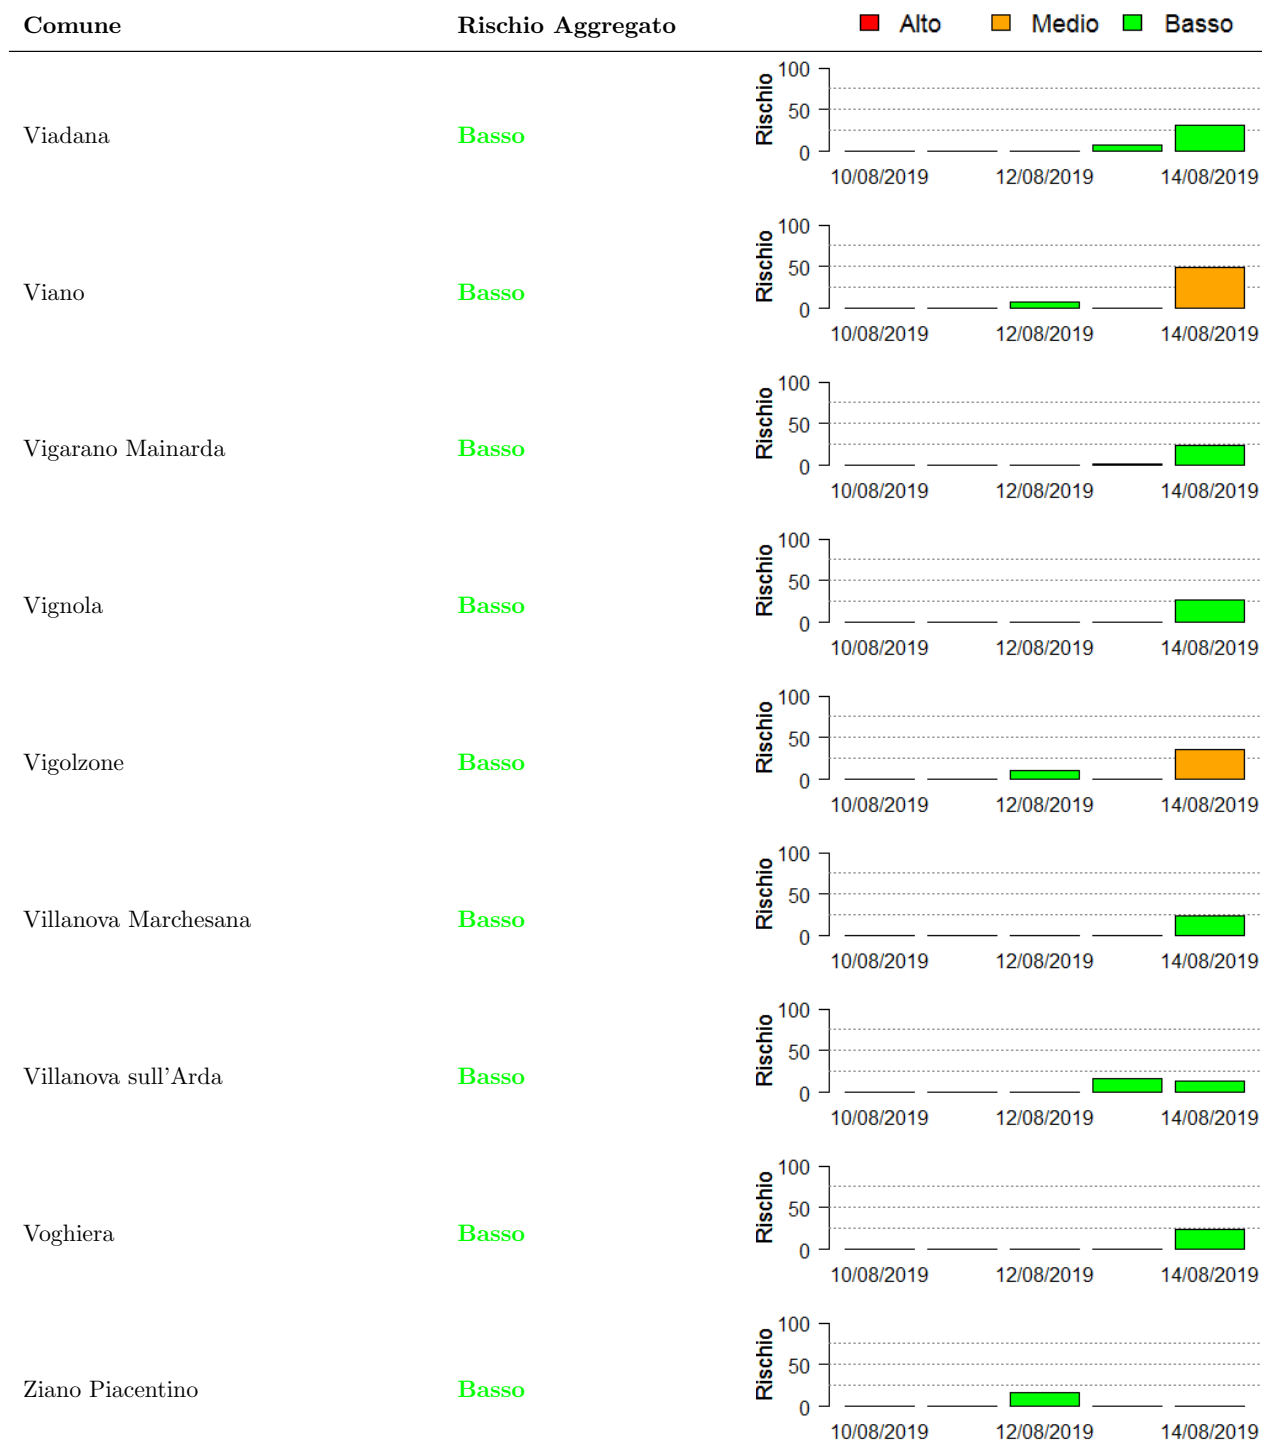 Comune Rischio Aggregato Alto Medio Basso
Viadana Basso
Rischio
100
50
0
10/08/2019 12/08/2019 14/08/2019
Viano Basso
Rischio
100
50
0
10/08/2019 12/08/2019 14/08/2019
Vigarano Mainarda Basso
Rischio
100
50
0
10/08/2019 12/08/2019 14/08/2019
Vignola Basso
Rischio
100
50
0
10/08/2019 12/08/2019 14/08/2019
Vigolzone Basso
Rischio
100
50
0
10/08/2019 12/08/2019 14/08/2019
Villanova Marchesana Basso
Rischio
100
50
0
10/08/2019 12/08/2019 14/08/2019
Villanova sull'Arda Basso
Rischio
100
50
0
10/08/2019 12/08/2019 14/08/2019
Voghiera Basso
Rischio
100
50
0
10/08/2019 12/08/2019 14/08/2019
Ziano Piacentino Basso
Rischio
100
50
0
10/08/2019 12/08/2019 14/08/2019